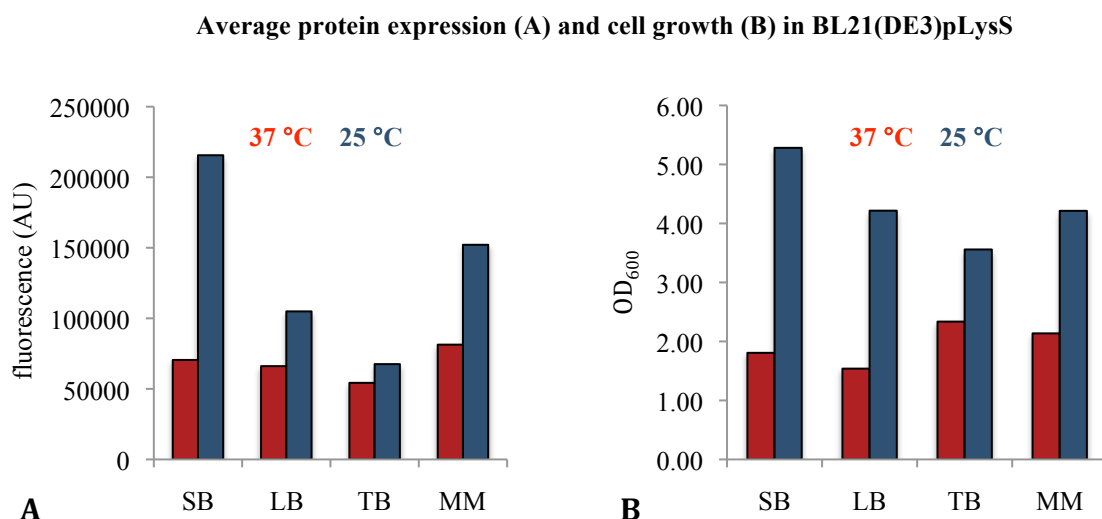 Average protein expression (A) and cell growth (B) in BL21(DE3)pLysS
250000
200000
150000
100000
50000
0
fluorescence (AU)
37 °C 25 °C
SB LB TB MM
A
6.00
5.00
4.00
3.00
2.00
1.00
0.00
OD600
37 °C 25 °C
SB LB TB MM
B